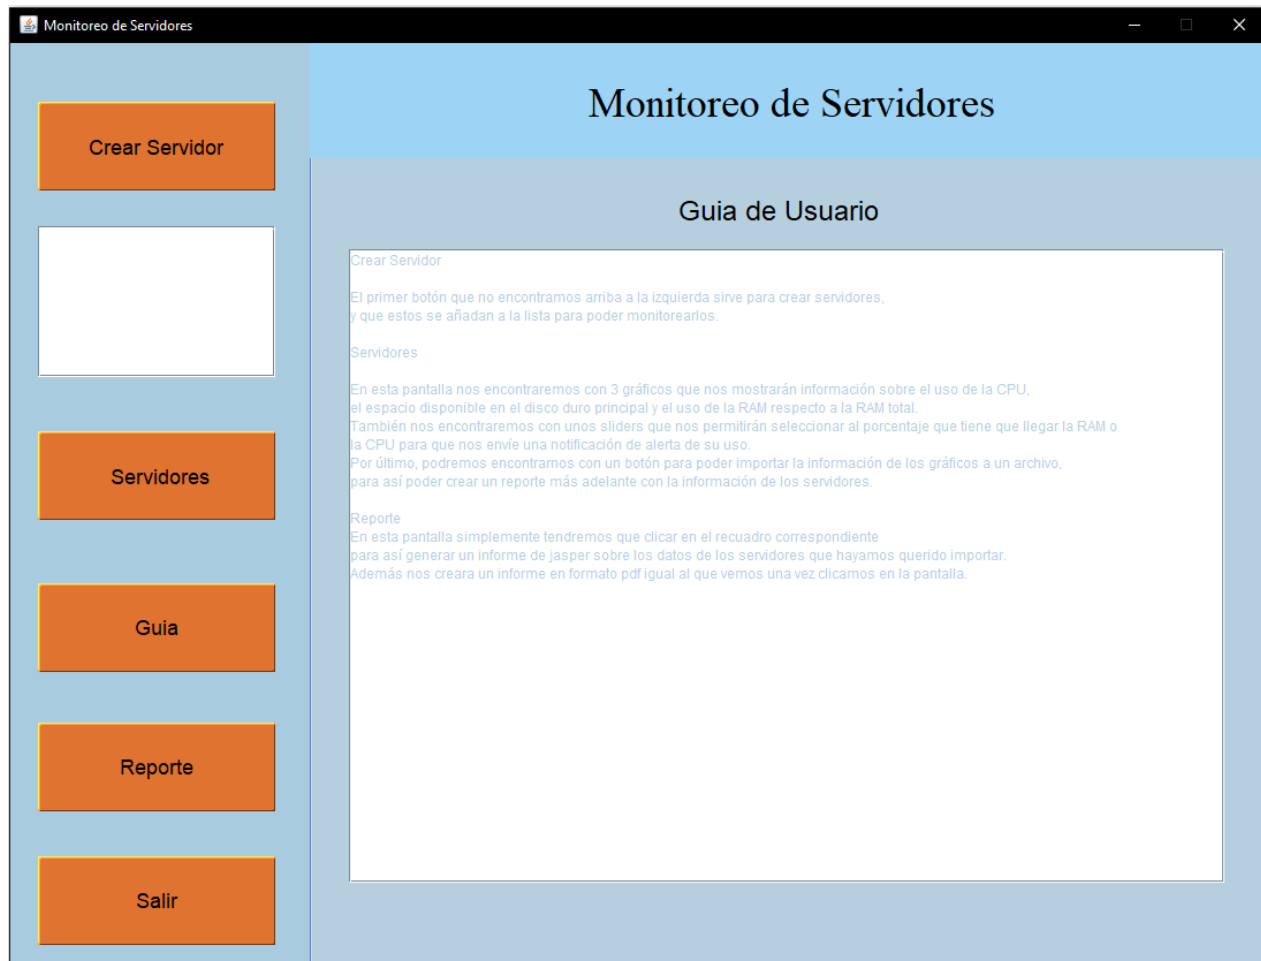 Monitoreo de Servidores
Monitoreo de Servidores
Crear Servidor
Servidores
Guia
Reporte
Salir
Guia de Usuario
Crear Servidor
El primer botón que no encontramos arriba a la izquierda sirve para crear servidores,
y que estos se añadan a la lista para poder monitorearlos.
Servidores
En esta pantalla nos encontraremos con 3 gráficos que nos mostrarán información sobre el uso de la CPU,
el espacio disponible en el disco duro principal y el uso de la RAM respecto a la RAM total.
También nos encontraremos con unos sliders que nos permitirán seleccionar al porcentaje que tiene que llegar la RAM o
la CPU para que nos envíe una notificación de alerta de su uso.
Por último, podremos encontrarnos con un botón para poder importar la información de los gráficos a un archivo,
para así poder crear un reporte más adelante con la información de los servidores.
Reporte
En esta pantalla simplemente tendremos que clicar en el recuadro correspondiente
para así generar un informe de jasper sobre los datos de los servidores que hayamos querido importar.
Además nos creara un informe en formato pdf igual al que vemos una vez clicamos en la pantalla.